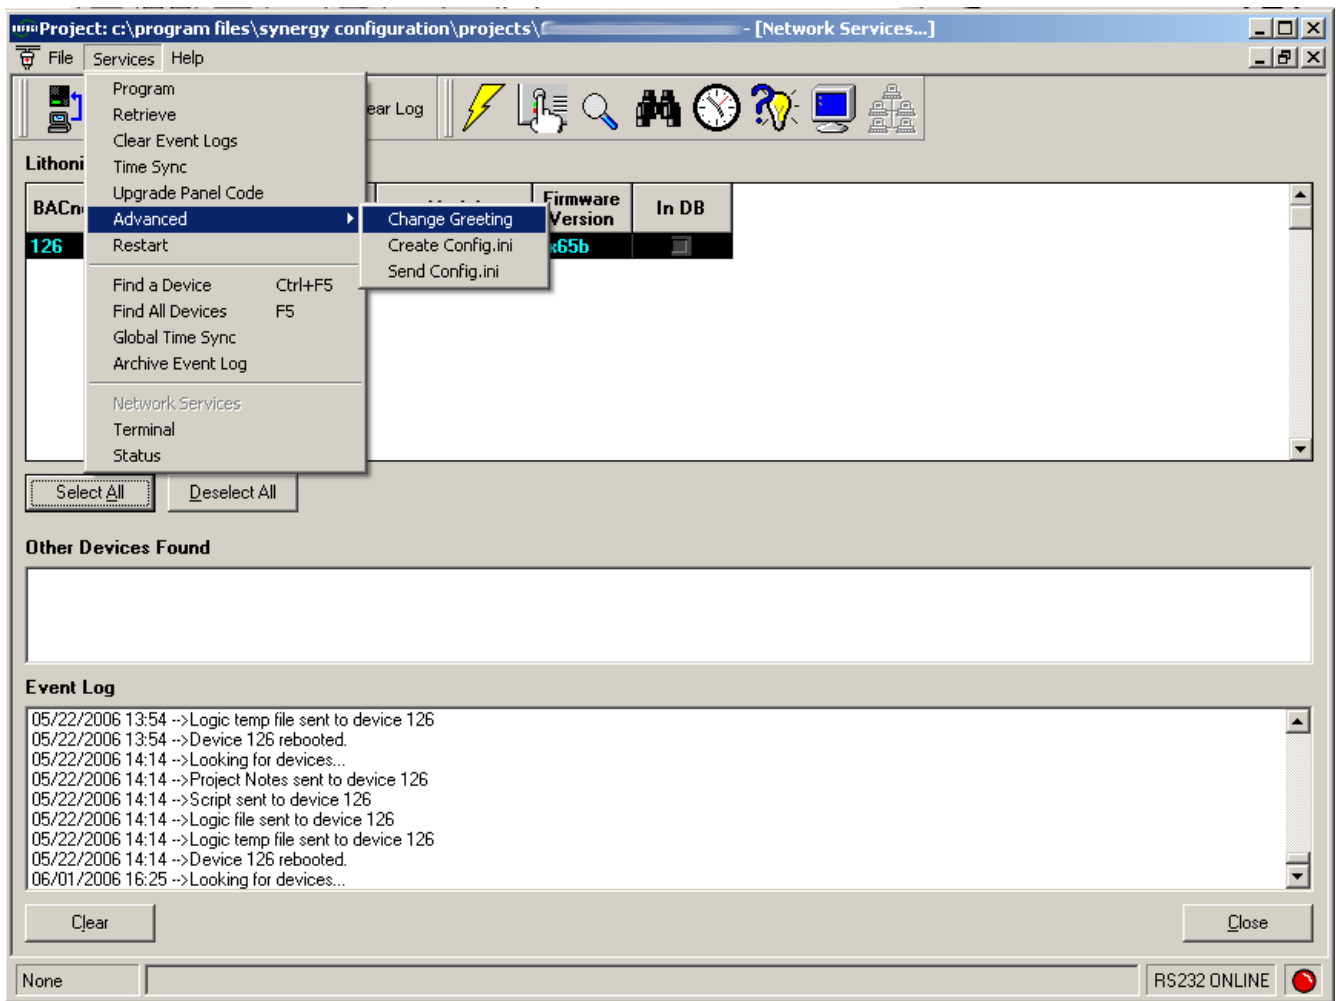 Project: c:\program files\synergy configuration\projects\ - [Network Services...]
File Services Help
Program
Retrieve
Clear Event Logs
Time Sync
Upgrade Panel Code
Advanced
Restart
Find a Device Ctrl+F5
Find All Devices F5
Global Time Sync
Archive Event Log
Network Services
Terminal
Status
Change Greeting
Create Config.ini
Send Config.ini
ear Log
Lithoni
BACn Firmware Version In DB
126 x65b
Select All Deselect All
Other Devices Found
Event Log
05/22/2006 13:54 -->Logic temp file sent to device 126
05/22/2006 13:54 -->Device 126 rebooted.
05/22/2006 14:14 -->Looking for devices...
05/22/2006 14:14 -->Project Notes sent to device 126
05/22/2006 14:14 -->Script sent to device 126
05/22/2006 14:14 -->Logic file sent to device 126
05/22/2006 14:14 -->Logic temp file sent to device 126
05/22/2006 14:14 -->Device 126 rebooted.
06/01/2006 16:25 -->Looking for devices...
Clear Close
None RS232 ONLINE